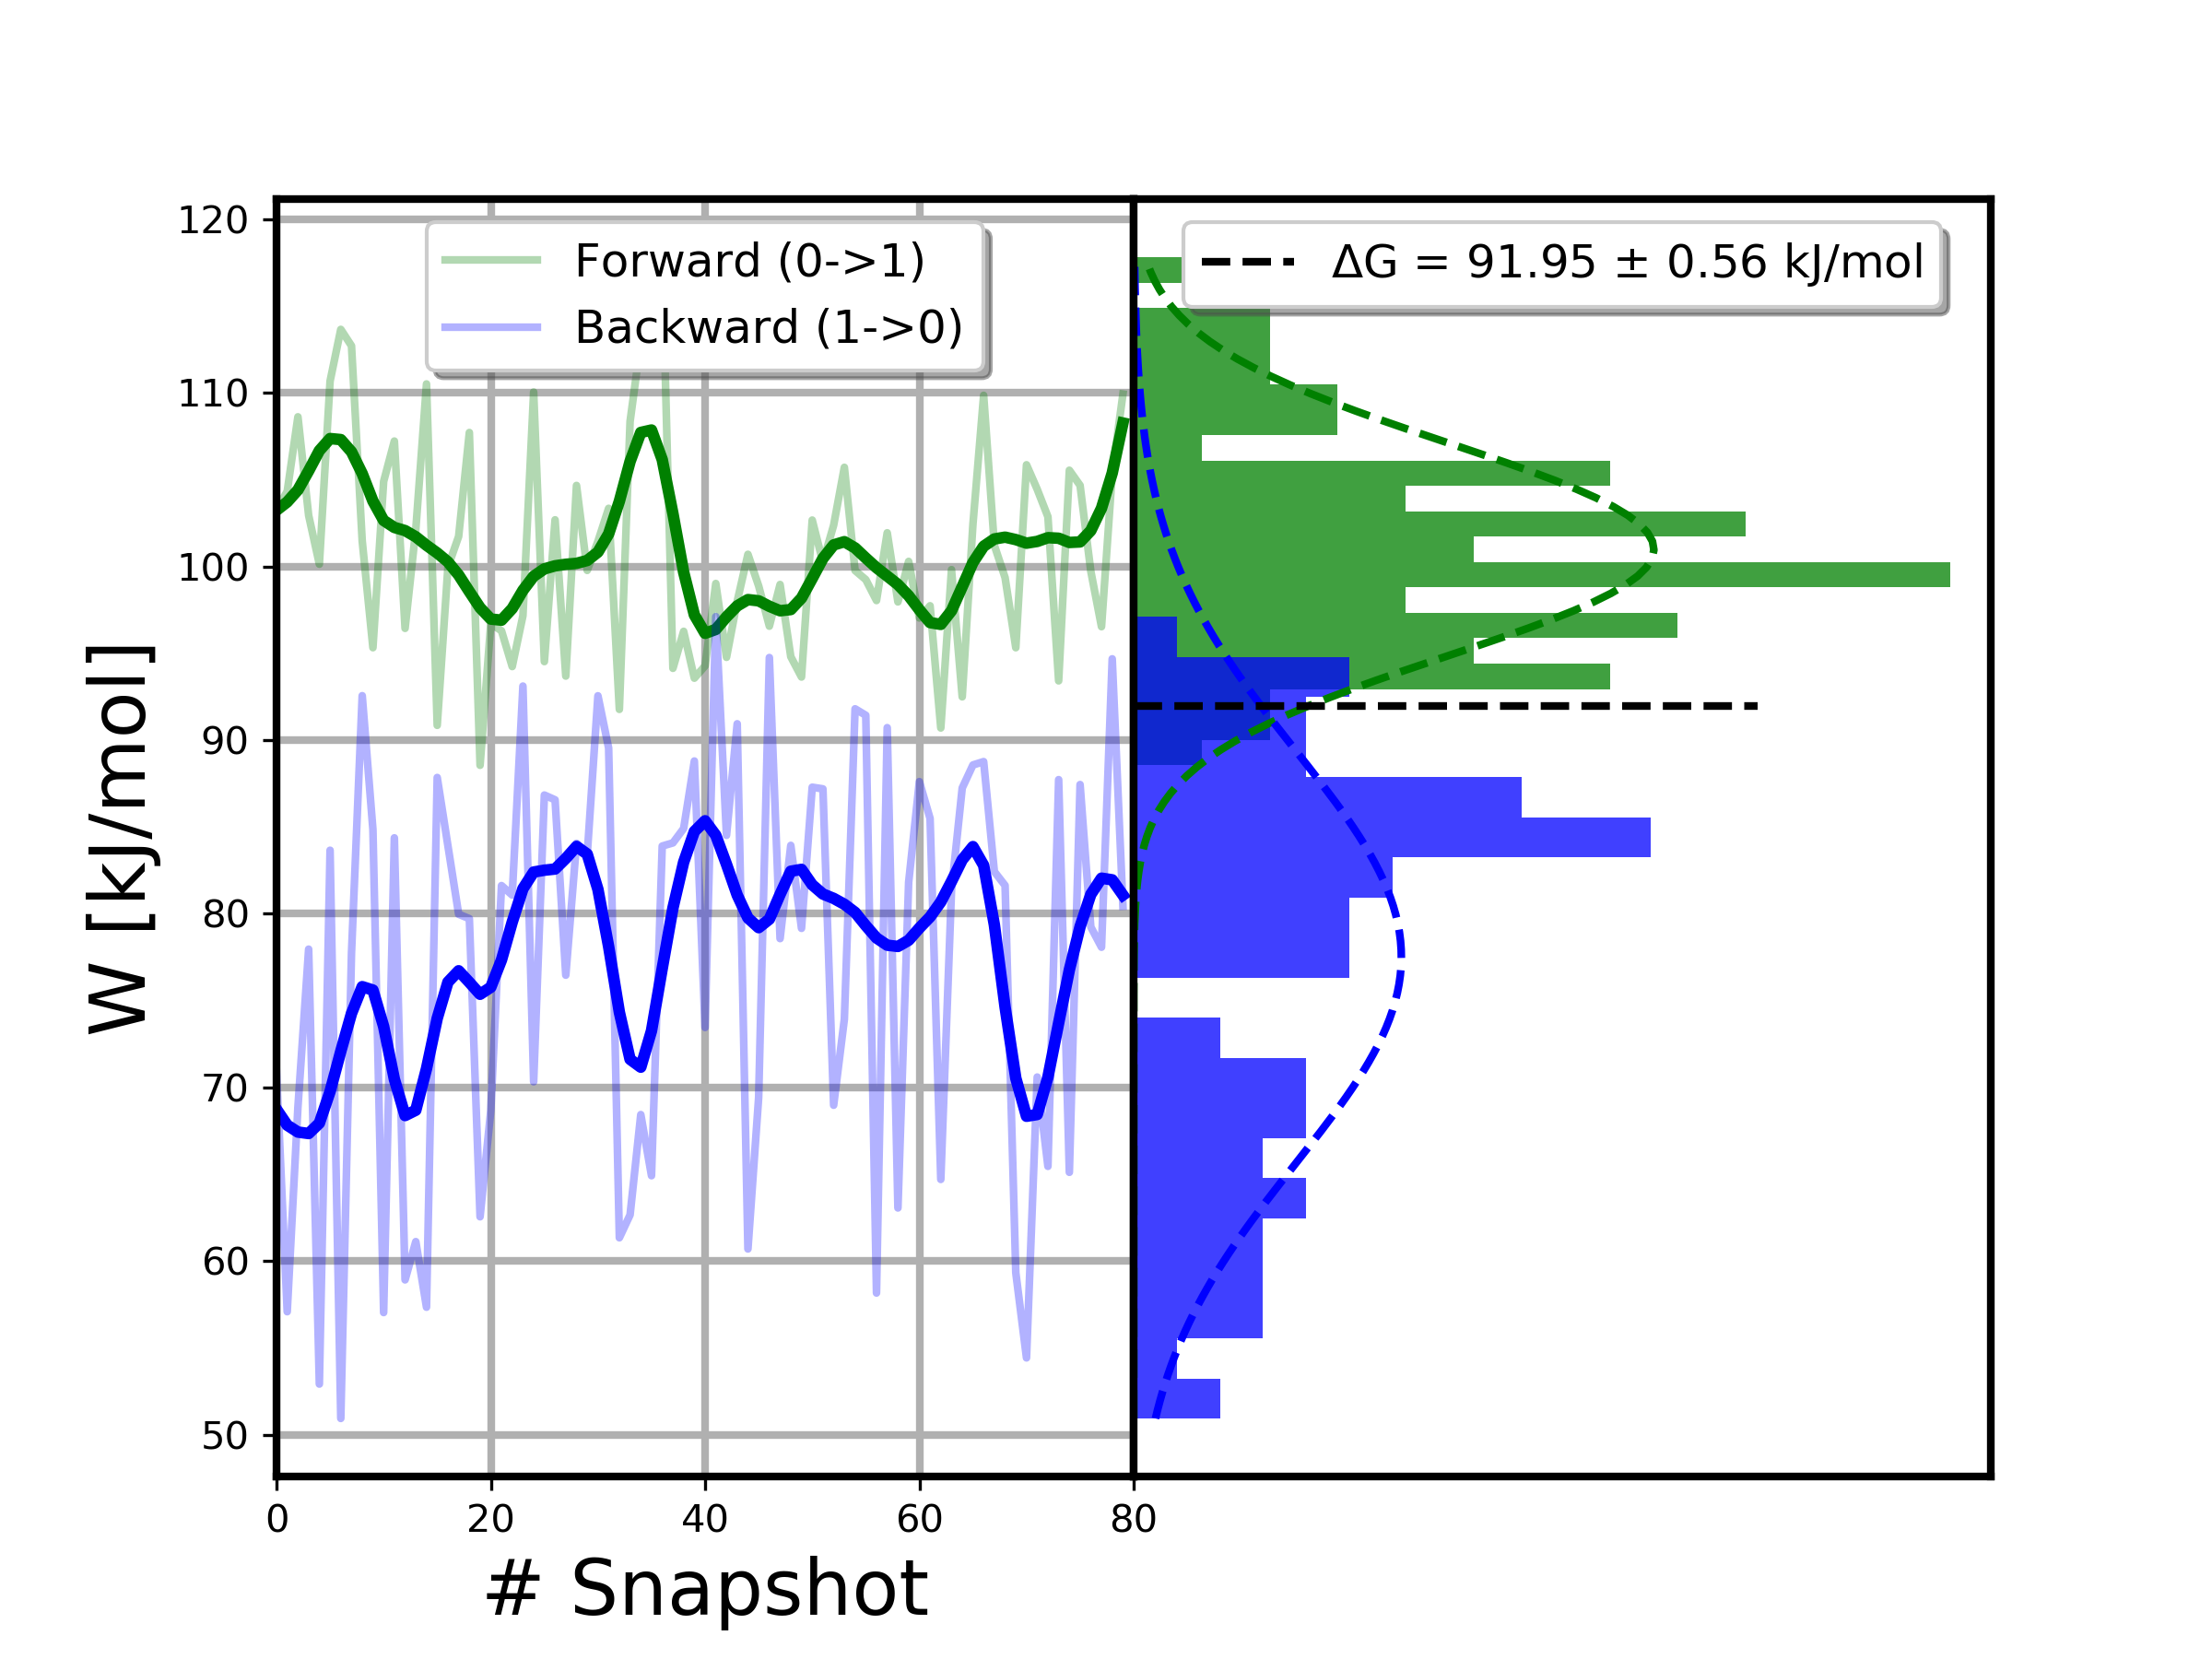 120
110
100
90
80
70
60
50
W [kJ/mol]
Forward (0->1)
Backward (1->0)
ΔG = 91.95 ± 0.56 kJ/mol
0 20 40 60 80
# Snapshot